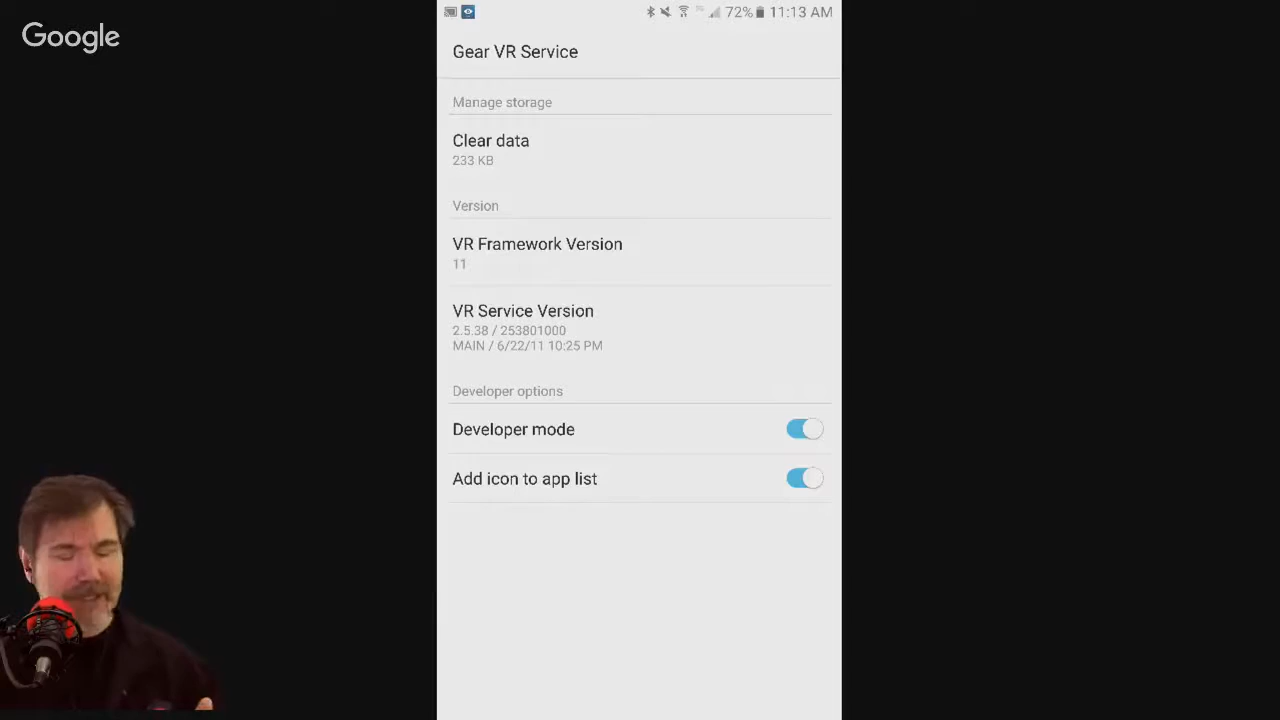 Google
72% 11:13 AM
Gear VR Service
Manage storage
Clear data
233 KB
Version
VR Framework Version
11
VR Service Version
2.5.38 / 253801000
MAIN / 6/22/11 10:25 PM
Developer options
Developer mode
Add icon to app list